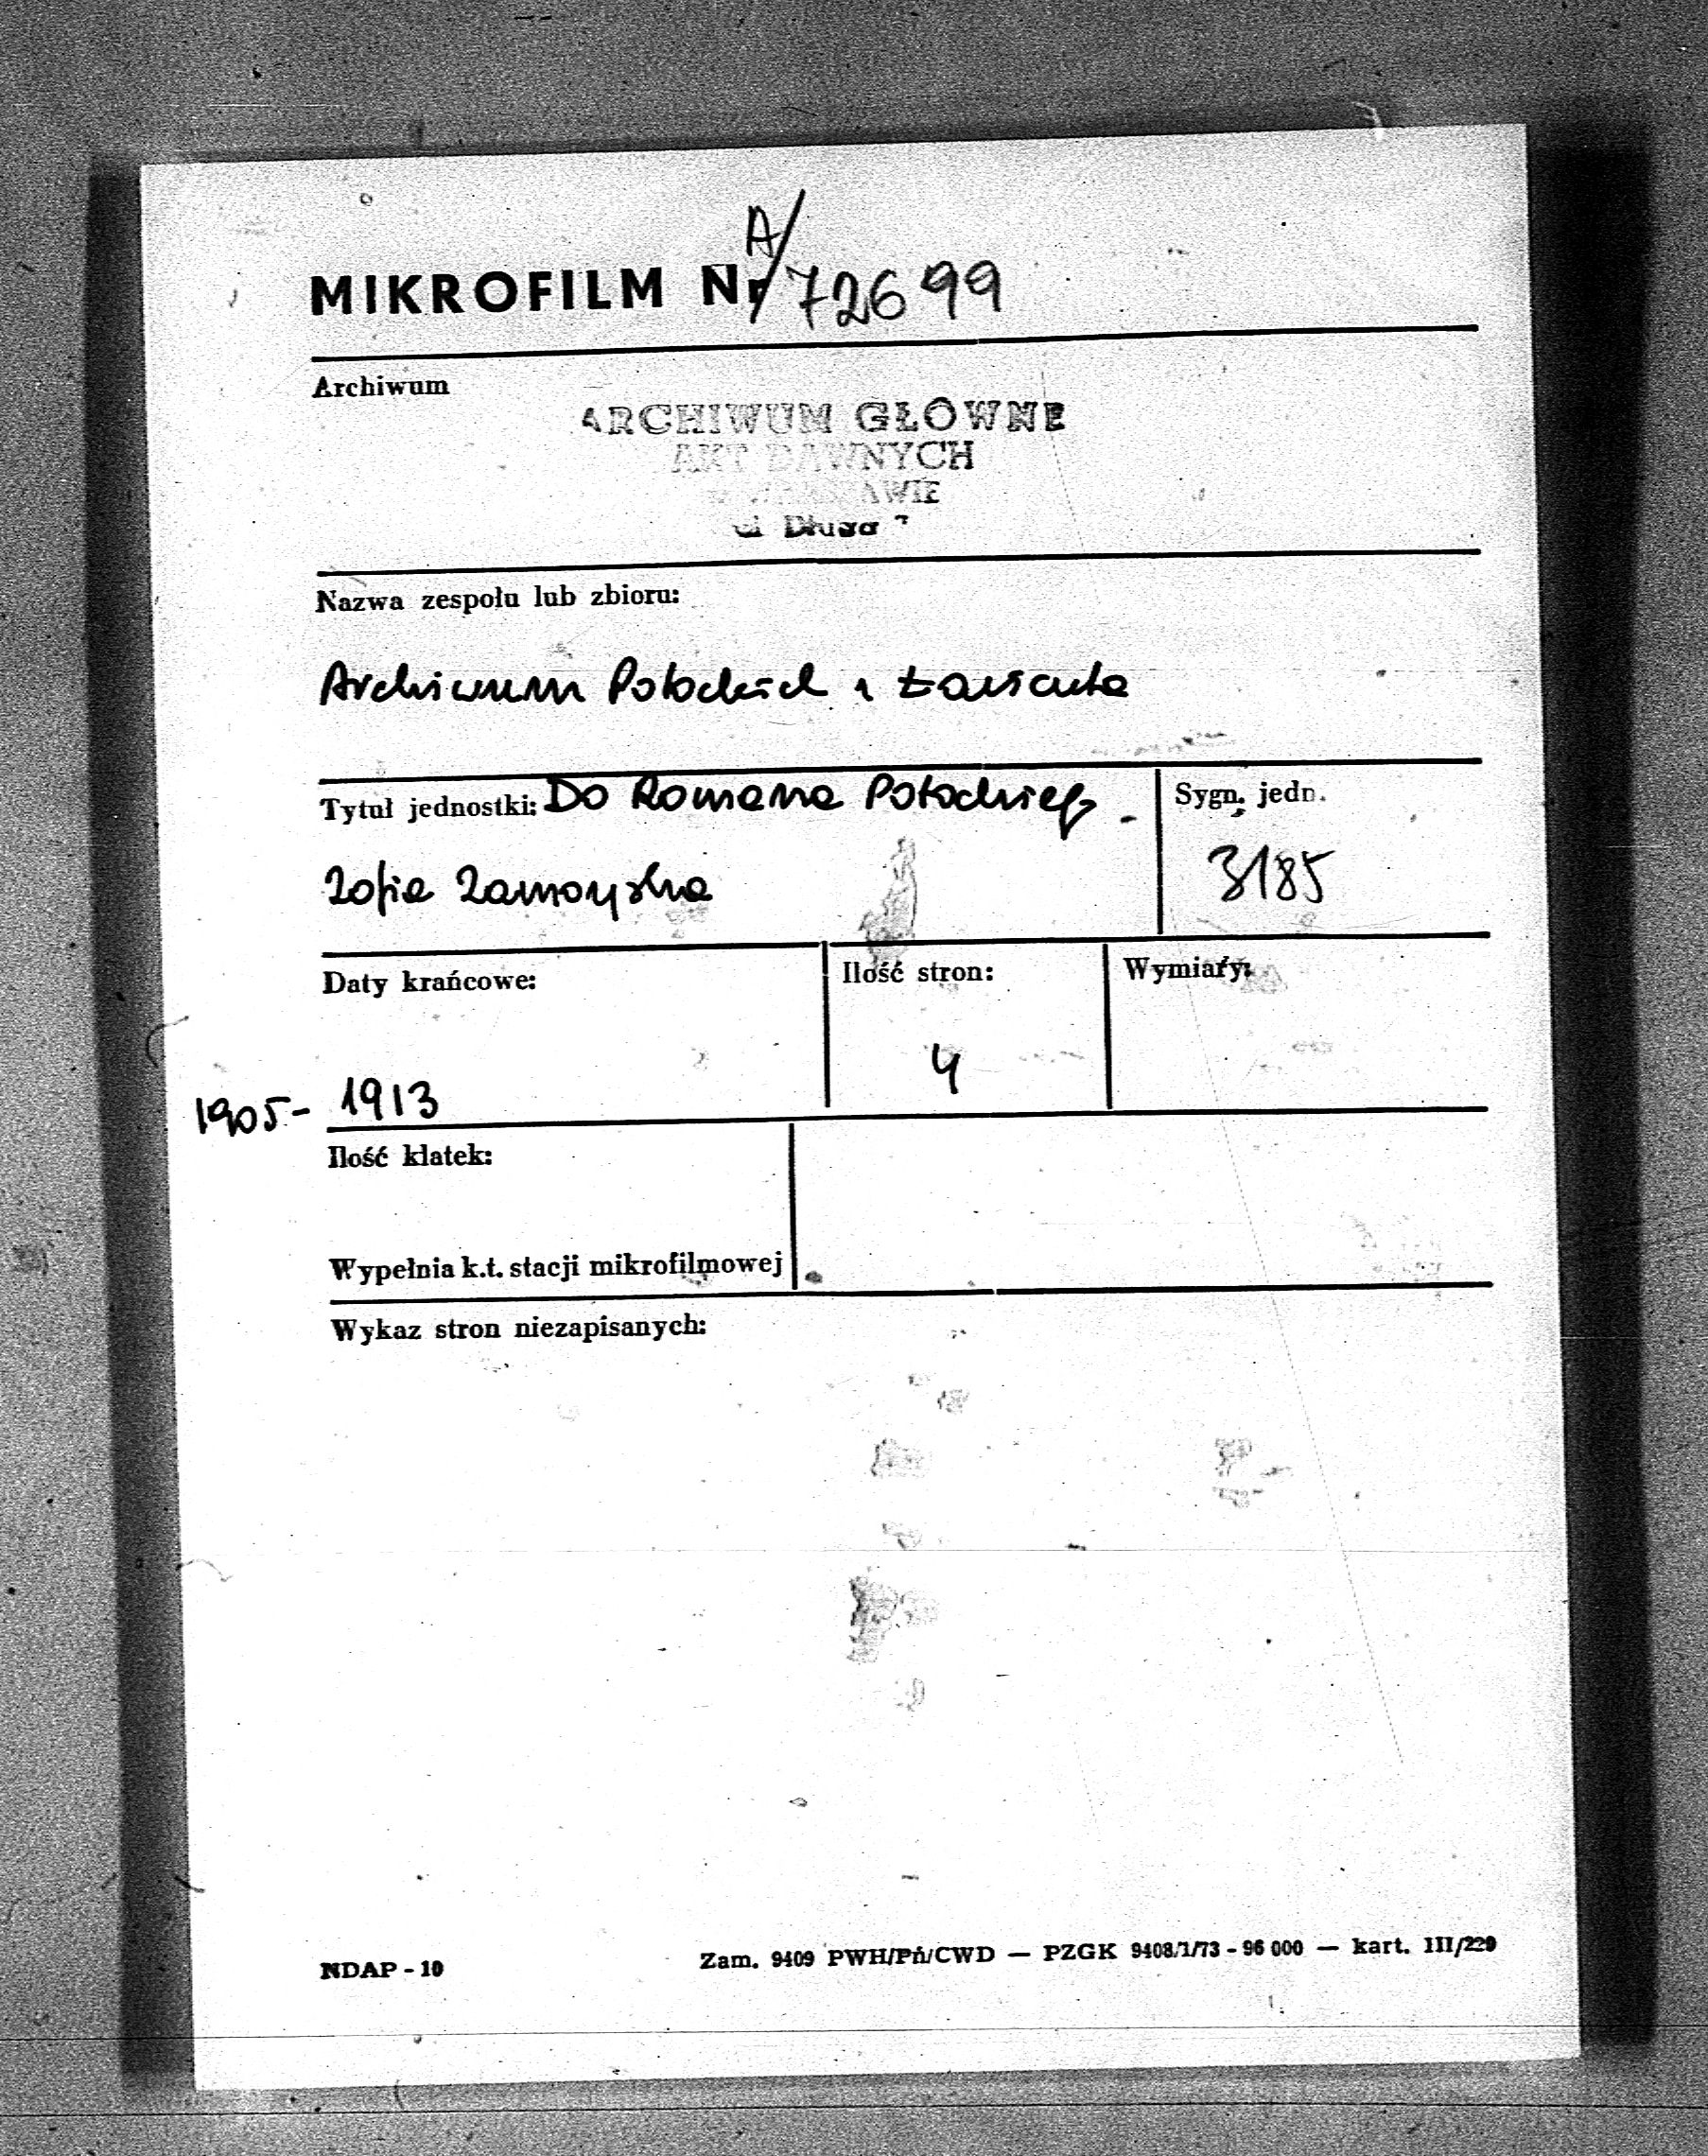 MIKROFILM Nr A/72699
Archiwum
ARCHIWUM GŁÓWNE
AKT DAWNYCH
w WARSZAWIE
ul Długa 7
Nazwa zespołu lub zbioru:
Archiwum Potockich z Łańcuta
Tytuł jednostki: Do Romana Potockiego -
Zofia Zamoyska
Sygn. jedn.
3185
Daty krańcowe:
1905- 1913
Ilość stron:
4
Wymiary:
Ilość klatek:
Wypełnia k.t. stacji mikrofilmowej
Wykaz stron niezapisanych:
NDAP - 10
Zam. 9409 PWH/Pń/CWD — PZGK 9408/1/73 - 96 000 — kart. III/229